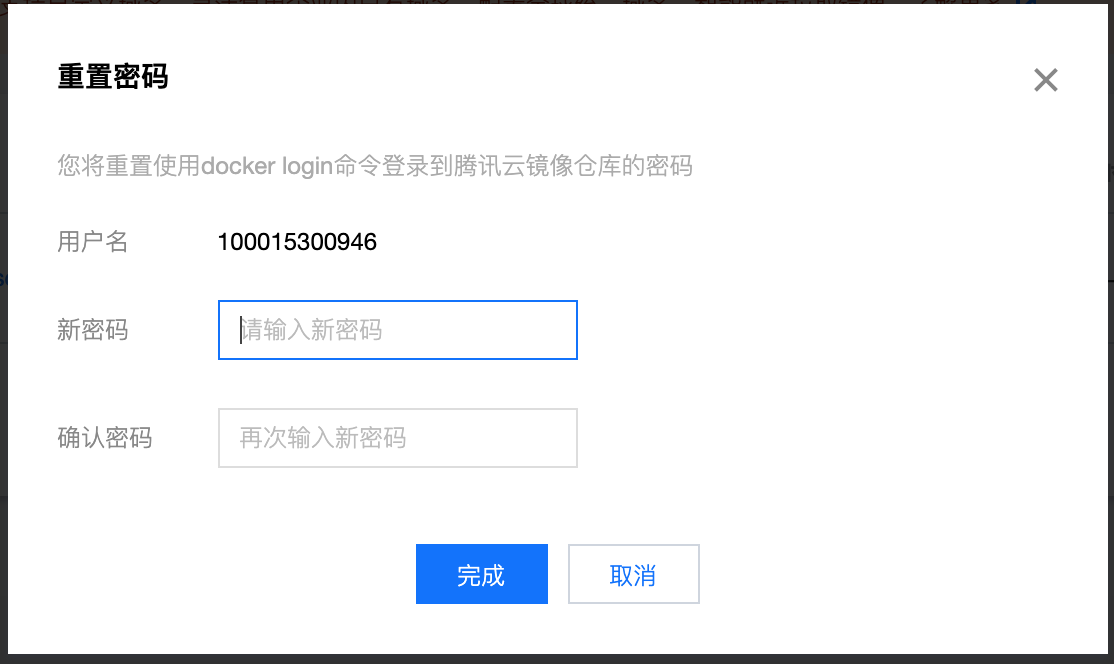 重置密码
您将重置使用docker login命令登录到腾讯云镜像仓库的密码
用户名 100015300946
新密码 请输入新密码
确认密码 再次输入新密码
完成 取消